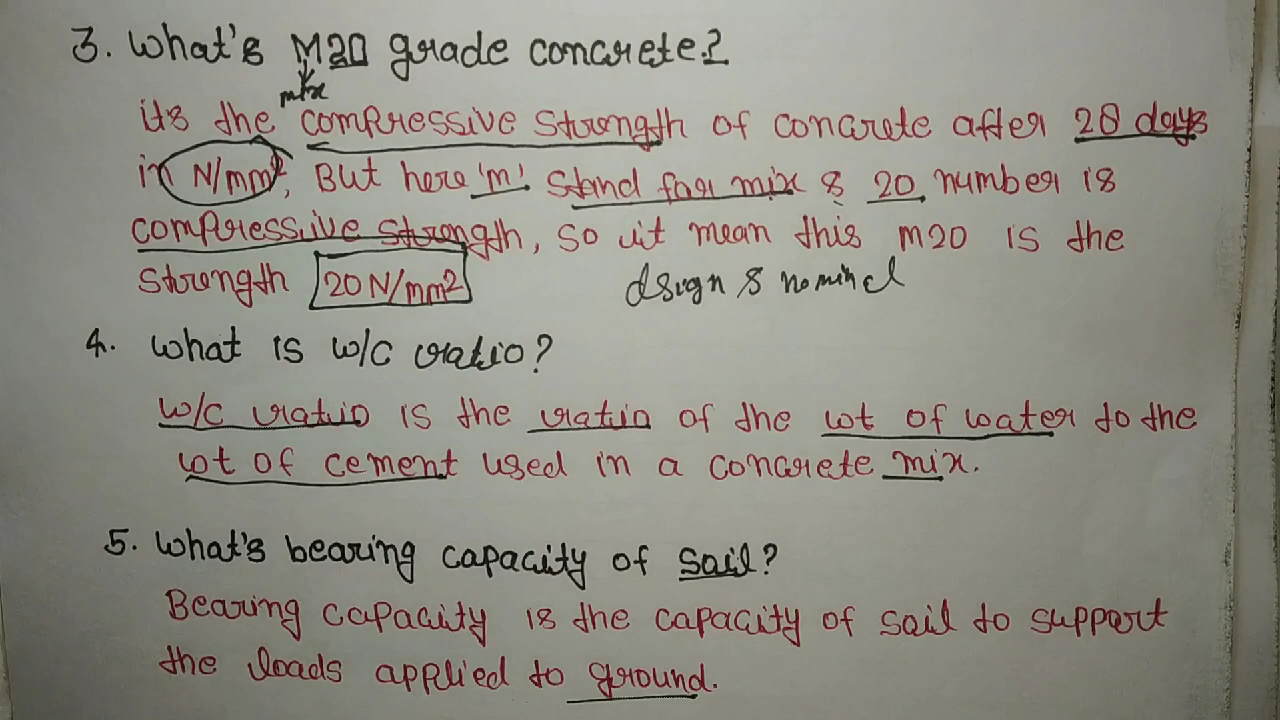 3. What's M20 grade concrete?
mix
its the compressive strength of concrete after 28 days
in N/mm², But here 'm' stand for mix & 20 number is
compressive strength, so it mean this m20 is the
strength 20 N/mm2
dsign & nominal
4. what is w/c ratio?
w/c ratio is the ratio of the wt of water to the
wt of cement used in a concrete mix.
5. What's bearing capacity of sail?
Bearing capacity is the capacity of sail to support
the loads applied to ground.